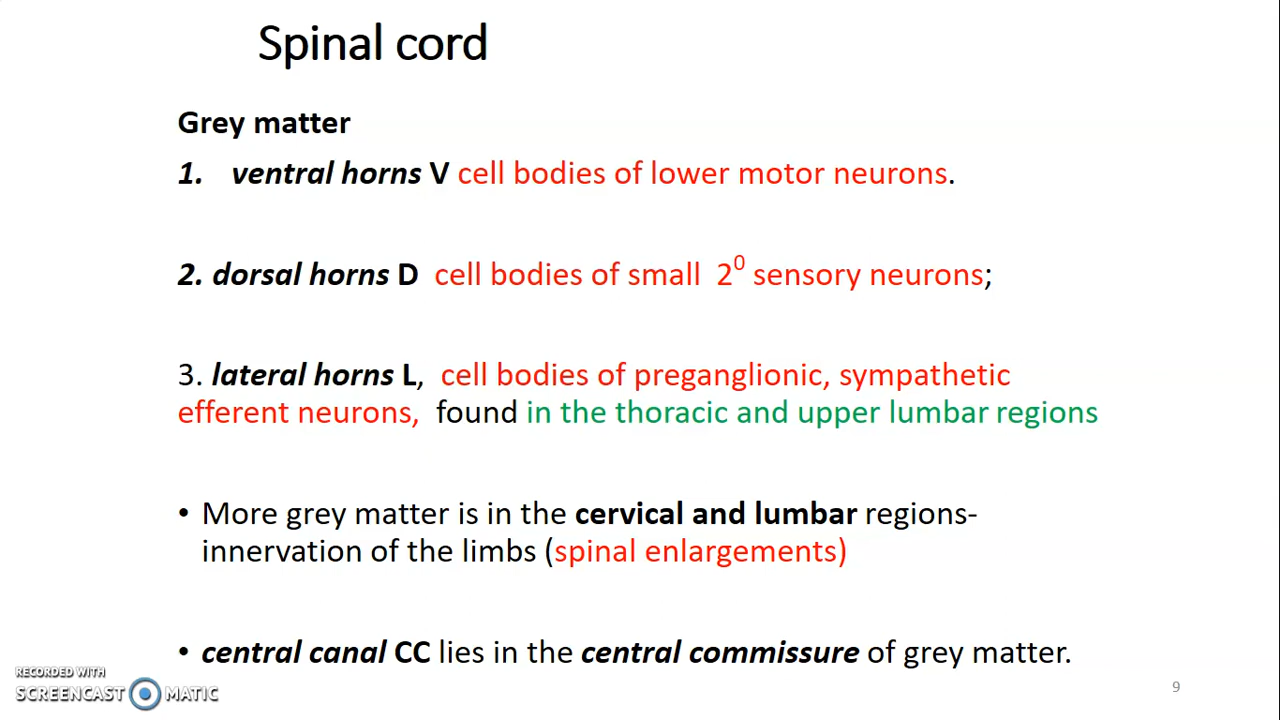 Spinal cord
Grey matter
1. ventral horns V cell bodies of lower motor neurons.
2. dorsal horns D cell bodies of small 2⁰ sensory neurons;
3. lateral horns L, cell bodies of preganglionic, sympathetic
efferent neurons, found in the thoracic and upper lumbar regions
• More grey matter is in the cervical and lumbar regions-
innervation of the limbs (spinal enlargements)
• central canal CC lies in the central commissure of grey matter.
RECORDED WITH
SCREENCAST MATIC
9